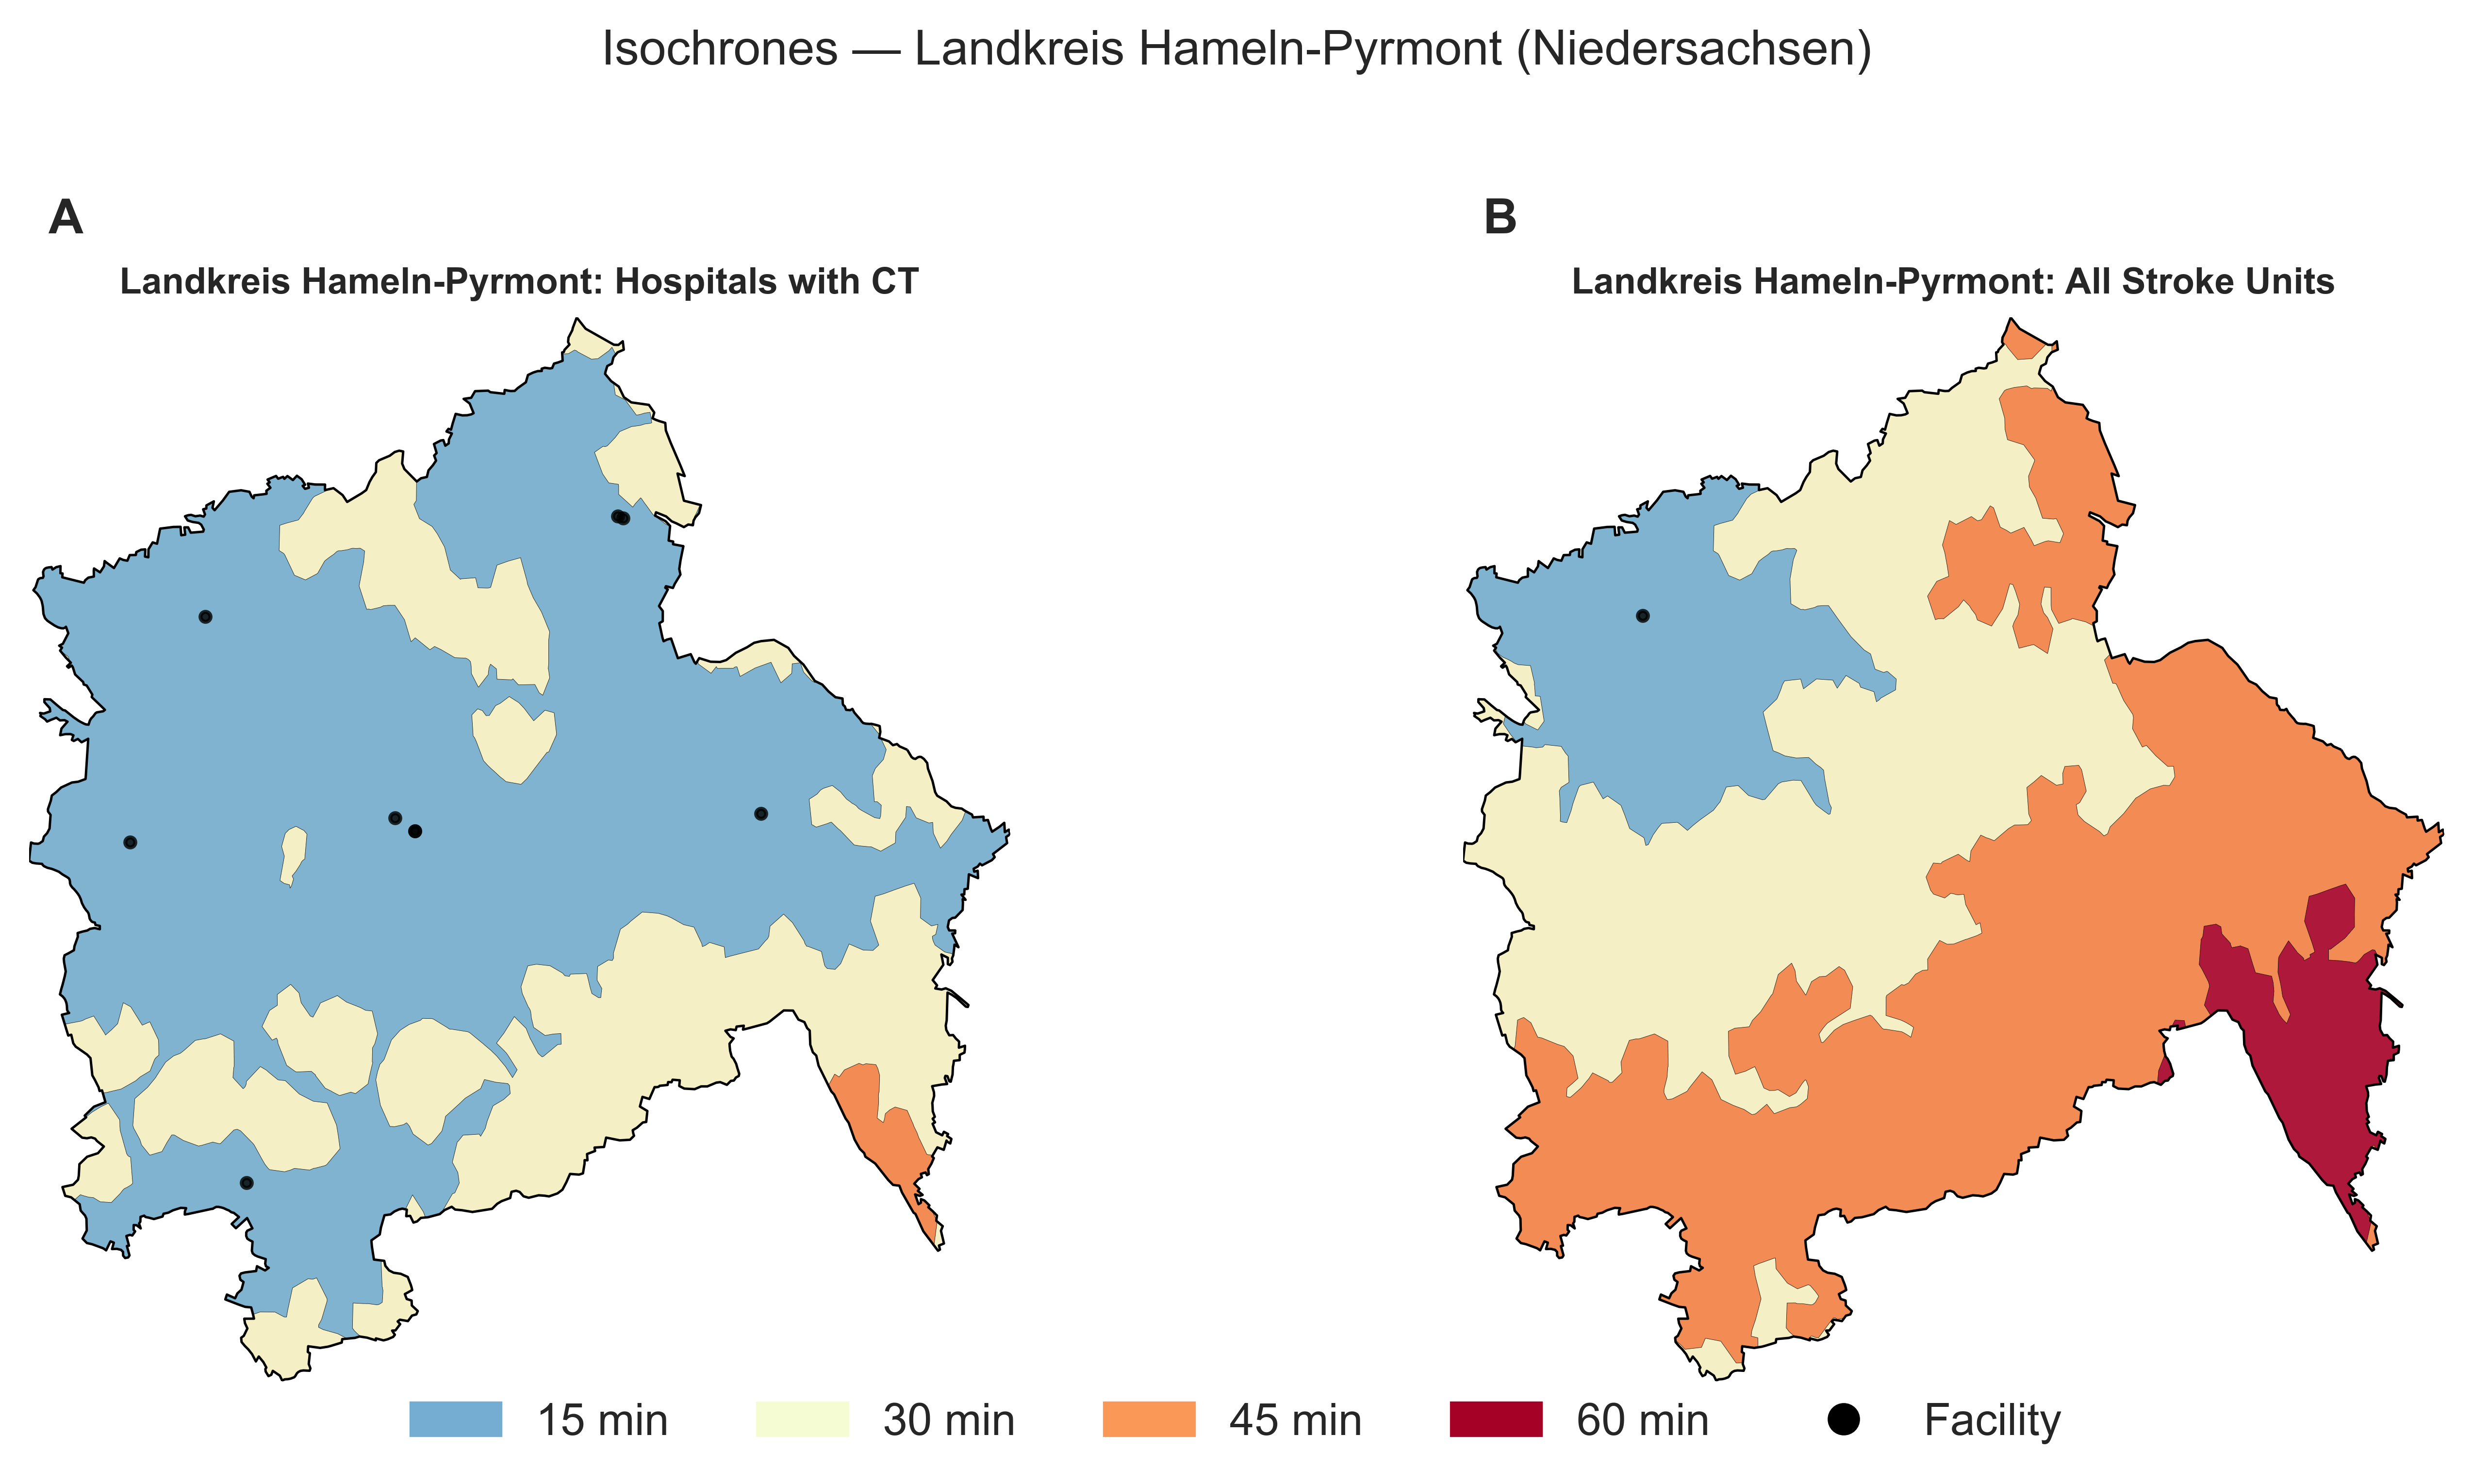 Isochrones — Landkreis Hameln-Pyrmont (Niedersachsen)
A
Landkreis Hameln-Pyrmont: Hospitals with CT
B
Landkreis Hameln-Pyrmont: All Stroke Units
15 min
30 min
45 min
60 min
Facility